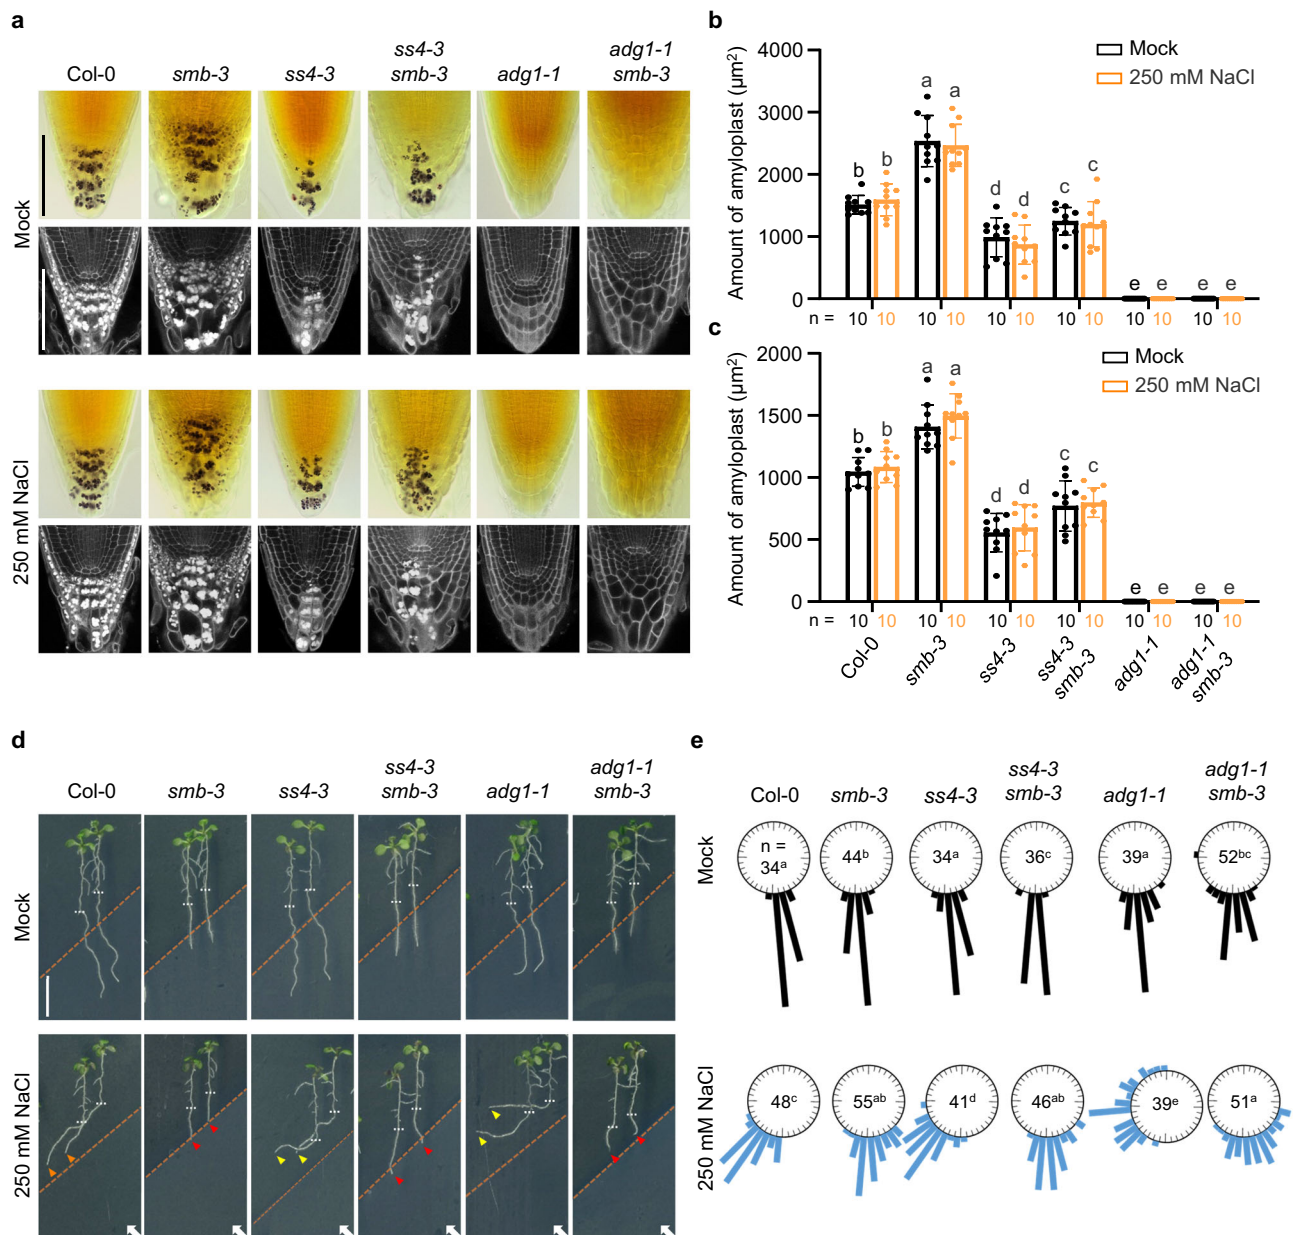 a
Col-0 smb-3 ss4-3 ss4-3 smb-3 adg1-1 adg1-1 smb-3
Mock
250 mM NaCl
b
Amount of amyloplast (µm²)
4000
3000
2000
1000
0
Mock
250 mM NaCl
b b a a d d c c e e e e
n = 10 10 10 10 10 10 10 10 10 10 10 10
c
Amount of amyloplast (µm²)
2000
1500
1000
500
0
Mock
250 mM NaCl
b b a a d d c c e e e e
n = 10 10 10 10 10 10 10 10 10 10 10 10
Col-0 smb-3 ss4-3 ss4-3 smb-3 adg1-1 adg1-1 smb-3
d
Col-0 smb-3 ss4-3 ss4-3 smb-3 adg1-1 adg1-1 smb-3
Mock
250 mM NaCl
e
Col-0 smb-3 ss4-3 ss4-3 smb-3 adg1-1 adg1-1 smb-3
Mock
n = 34ᵃ 44ᵇ 34ᵃ 36ᶜ 39ᵃ 52ᵇᶜ
250 mM NaCl
48ᶜ 55ᵃᵇ 41ᵈ 46ᵃᵇ 39ᵉ 51ᵃ